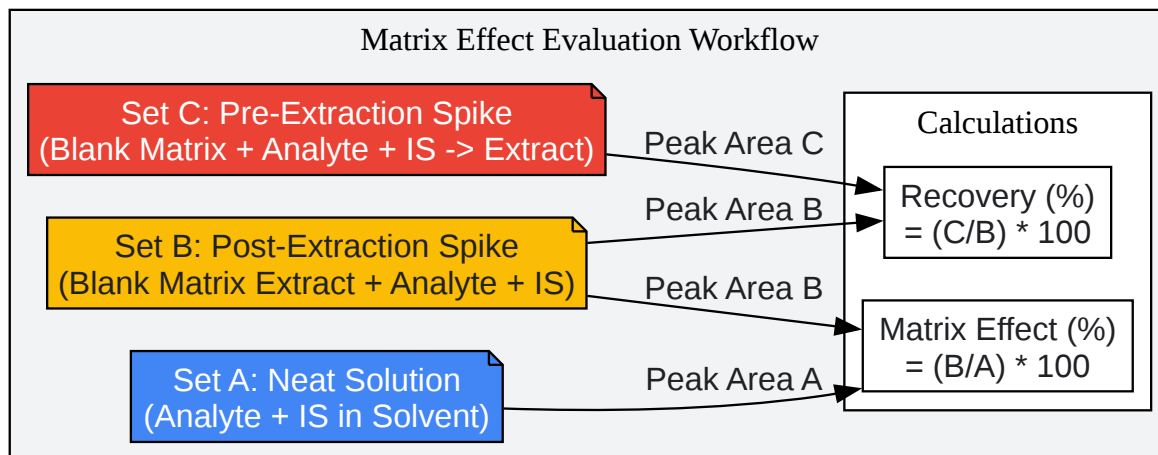 Matrix Effect Evaluation Workflow
Set C: Pre-Extraction Spike
(Blank Matrix + Analyte + IS -> Extract)
Peak Area C
Calculations
Recovery (%)
= (C/B) * 100
Set B: Post-Extraction Spike
(Blank Matrix Extract + Analyte + IS)
Peak Area B
Peak Area B
Matrix Effect (%)
= (B/A) * 100
Set A: Neat Solution
(Analyte + IS in Solvent)
Peak Area A